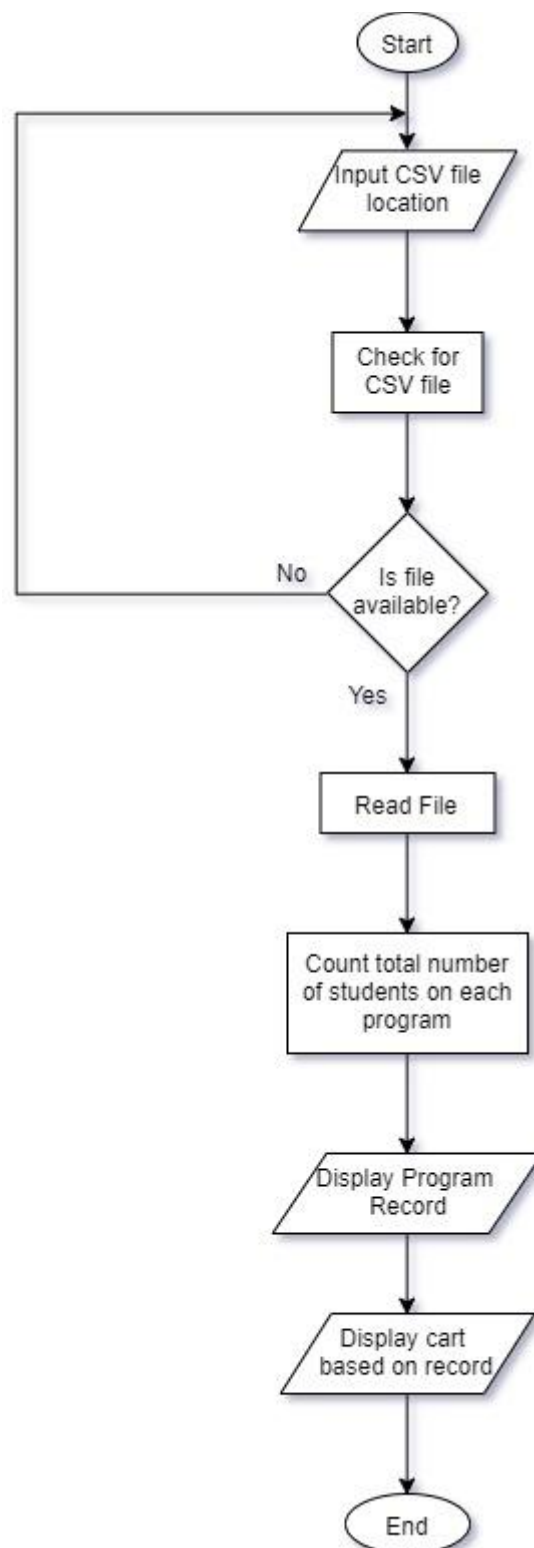 Start
Input CSV file
location
Check for
CSV file
Is file
available?
No
Yes
Read File
Count total number
of students on each
program
Display Program
Record
Display cart
based on record
End